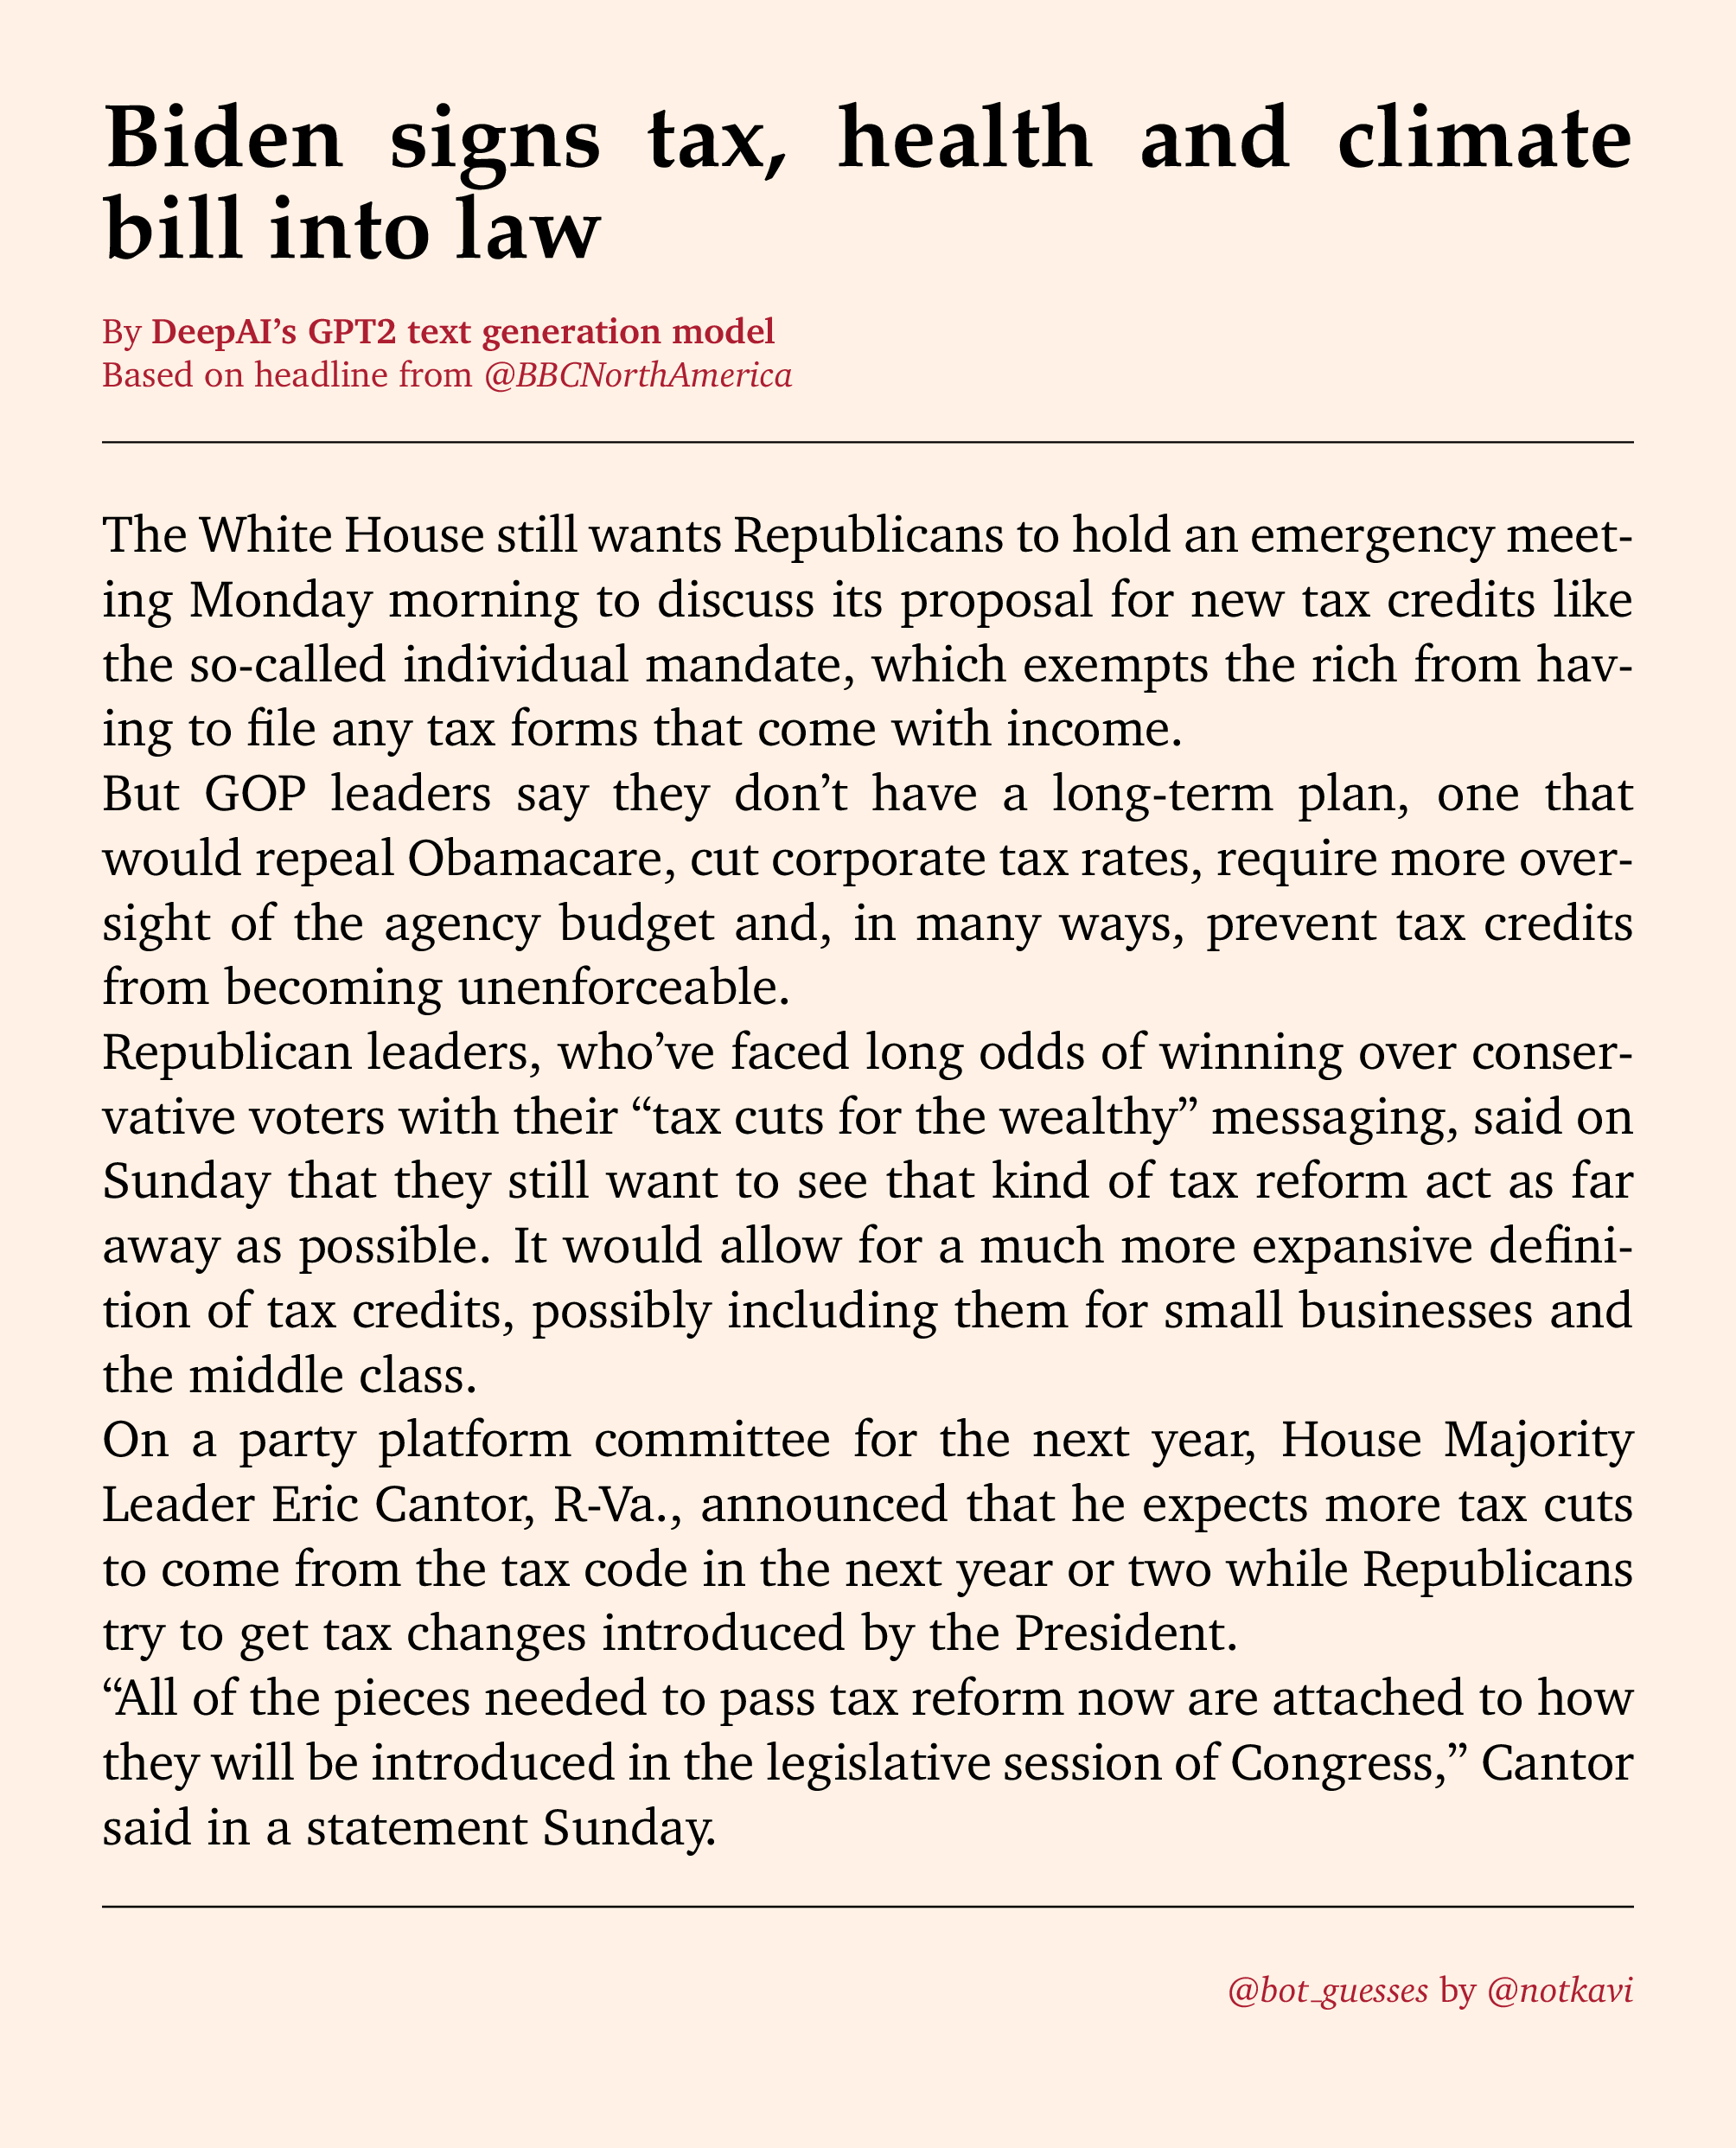 Biden signs tax, health and climate
bill into law
By DeepAI’s GPT2 text generation model
Based on headline from @BBCNorthAmerica
The White House still wants Republicans to hold an emergency meet-
ing Monday morning to discuss its proposal for new tax credits like
the so-called individual mandate, which exempts the rich from hav-
ing to file any tax forms that come with income.
But GOP leaders say they don’t have a long-term plan, one that
would repeal Obamacare, cut corporate tax rates, require more over-
sight of the agency budget and, in many ways, prevent tax credits
from becoming unenforceable.
Republican leaders, who’ve faced long odds of winning over conser-
vative voters with their “tax cuts for the wealthy” messaging, said on
Sunday that they still want to see that kind of tax reform act as far
away as possible. It would allow for a much more expansive defini-
tion of tax credits, possibly including them for small businesses and
the middle class.
On a party platform committee for the next year, House Majority
Leader Eric Cantor, R-Va., announced that he expects more tax cuts
to come from the tax code in the next year or two while Republicans
try to get tax changes introduced by the President.
“All of the pieces needed to pass tax reform now are attached to how
they will be introduced in the legislative session of Congress,” Cantor
said in a statement Sunday.
@bot_guesses by @notkavi